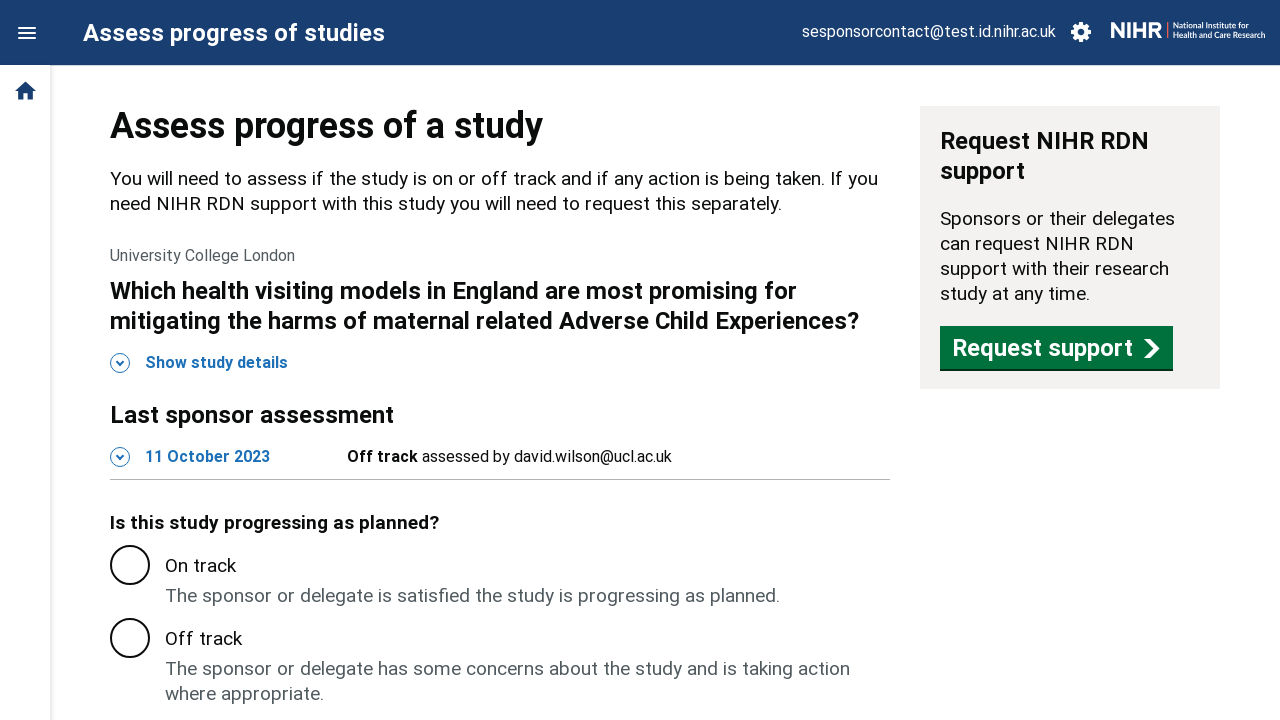 Assess progress of studies
sesponsorcontact@test.id.nihr.ac.uk
NIHR | National Institute for
Health and Care Research
Assess progress of a study
You will need to assess if the study is on or off track and if any action is being taken. If you
need NIHR RDN support with this study you will need to request this separately.
University College London
Which health visiting models in England are most promising for
mitigating the harms of maternal related Adverse Child Experiences?
Show study details
Last sponsor assessment
11 October 2023 Off track assessed by david.wilson@ucl.ac.uk
Is this study progressing as planned?
On track
The sponsor or delegate is satisfied the study is progressing as planned.
Off track
The sponsor or delegate has some concerns about the study and is taking action
where appropriate.
Request NIHR RDN
support
Sponsors or their delegates
can request NIHR RDN
support with their research
study at any time.
Request support